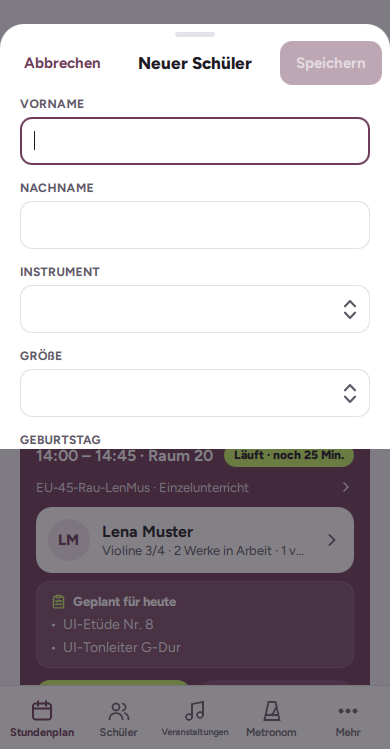 Abbrechen Neuer Schüler Speichern
VORNAME
NACHNAME
INSTRUMENT
GRÖßE
GEBURTSTAG
14:00 – 14:45 · Raum 20 Läuft · noch 25 Min.
EU-45-Rau-LenMus · Einzelunterricht
LM Lena Muster
Violine 3/4 · 2 Werke in Arbeit · 1 v…
Geplant für heute
• UI-Etüde Nr. 8
• UI-Tonleiter G-Dur
Stundenplan Schüler Veranstaltungen Metronom Mehr